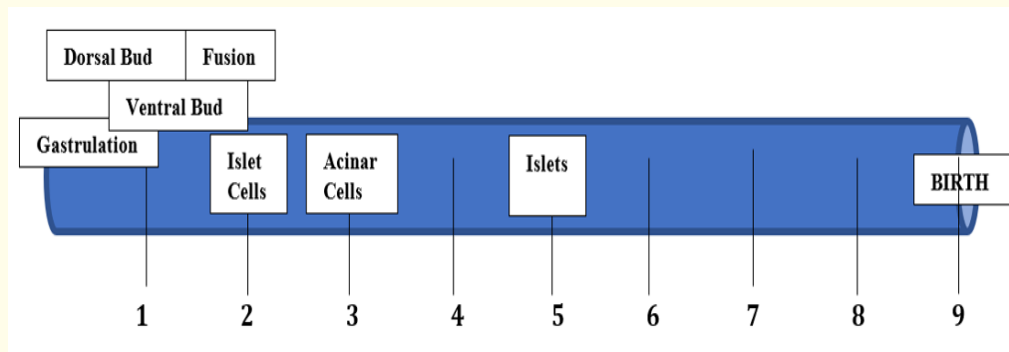 Dorsal Bud
Fusion
Ventral Bud
Gastrulation
Islet
Cells
Acinar
Cells
Islets
BIRTH
1
2
3
4
5
6
7
8
9